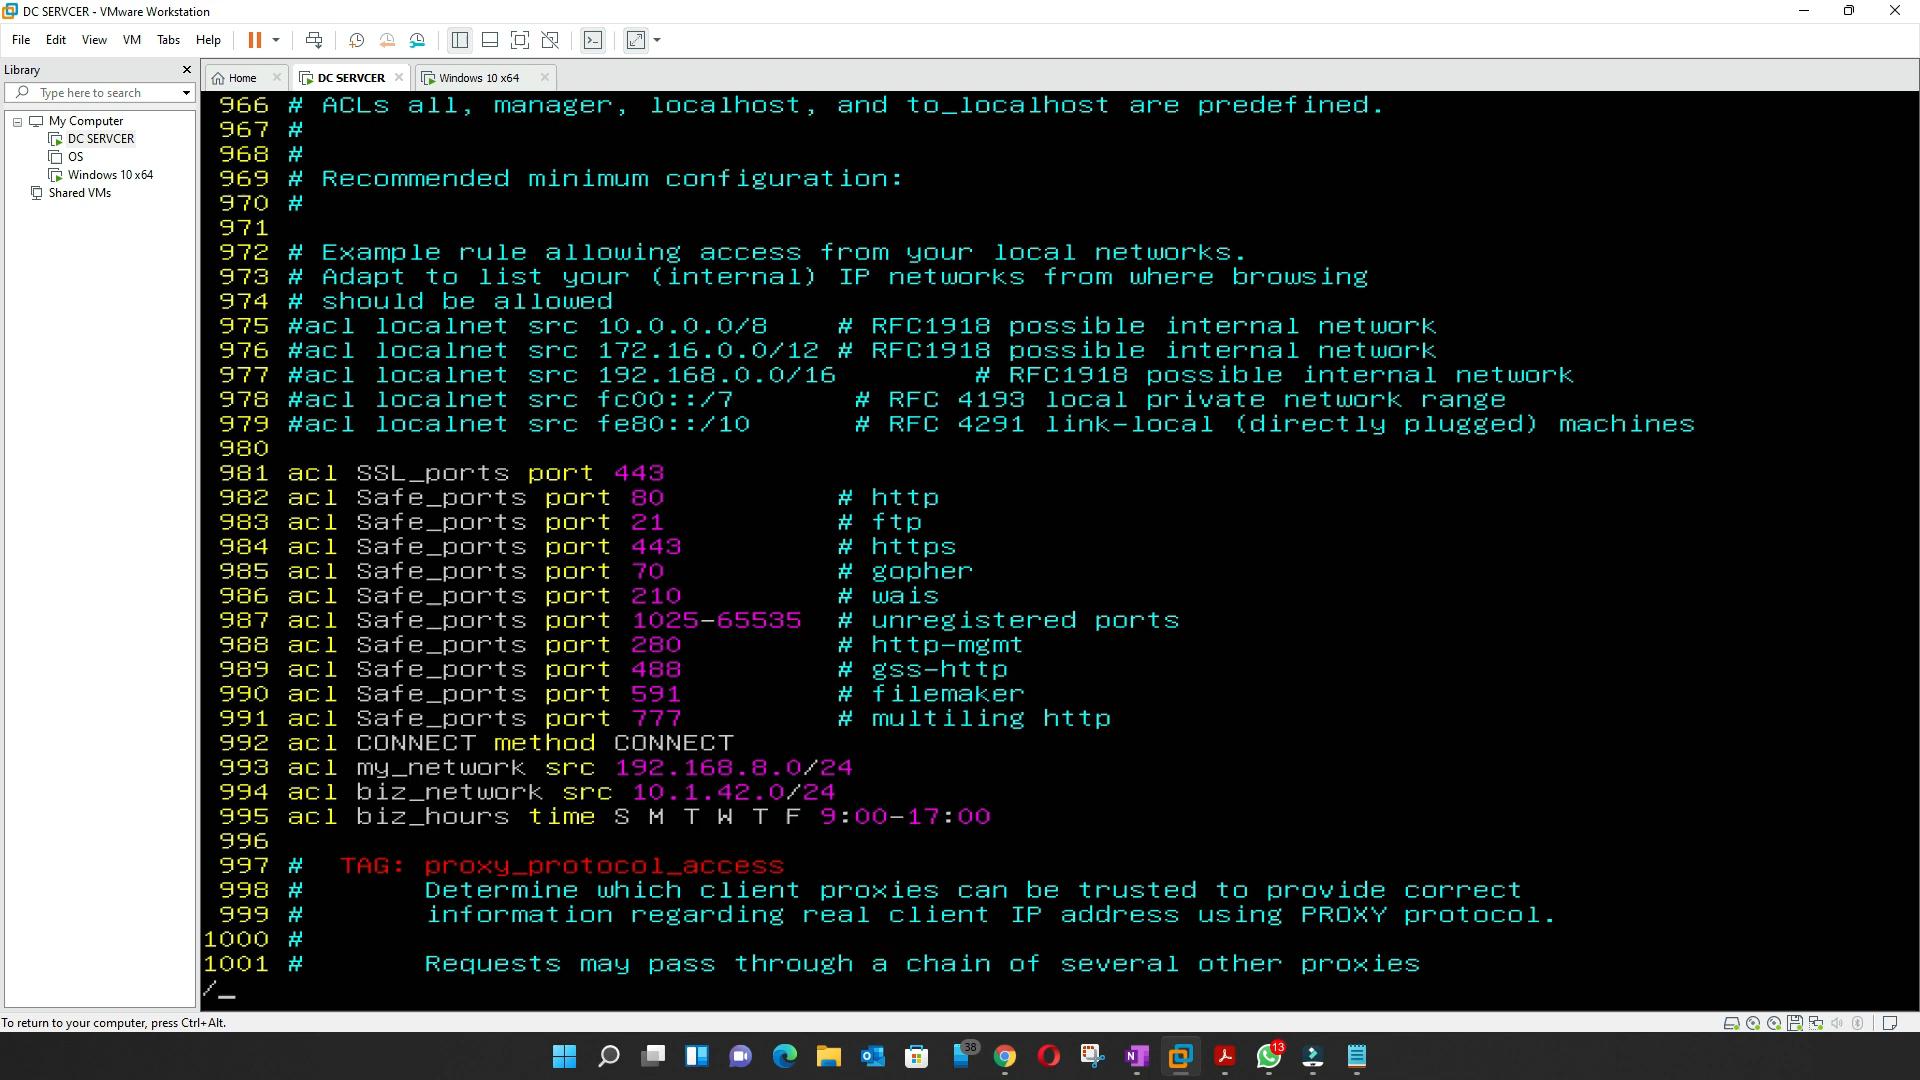 DC SERVCER - VMware Workstation
File Edit View VM Tabs Help
Library
Type here to search
My Computer
DC SERVCER
OS
Windows 10 x64
Shared VMs
Home
DC SERVCER
Windows 10 x64
966 # ACLs all, manager, localhost, and to_localhost are predefined.
967 #
968 #
969 # Recommended minimum configuration:
970 #
971
972 # Example rule allowing access from your local networks.
973 # Adapt to list your (internal) IP networks from where browsing
974 # should be allowed
975 #acl localnet src 10.0.0.0/8 # RFC1918 possible internal network
976 #acl localnet src 172.16.0.0/12 # RFC1918 possible internal network
977 #acl localnet src 192.168.0.0/16 # RFC1918 possible internal network
978 #acl localnet src fc00::/7 # RFC 4193 local private network range
979 #acl localnet src fe80::/10 # RFC 4291 link-local (directly plugged) machines
980
981 acl SSL_ports port 443
982 acl Safe_ports port 80 # http
983 acl Safe_ports port 21 # ftp
984 acl Safe_ports port 443 # https
985 acl Safe_ports port 70 # gopher
986 acl Safe_ports port 210 # wais
987 acl Safe_ports port 1025-65535 # unregistered ports
988 acl Safe_ports port 280 # http-mgmt
989 acl Safe_ports port 488 # gss-http
990 acl Safe_ports port 591 # filemaker
991 acl Safe_ports port 777 # multiling http
992 acl CONNECT method CONNECT
993 acl my_network src 192.168.8.0/24
994 acl biz_network src 10.1.42.0/24
995 acl biz_hours time S M T W T F 9:00-17:00
996
997 # TAG: proxy_protocol_access
998 # Determine which client proxies can be trusted to provide correct
999 # information regarding real client IP address using PROXY protocol.
1000 #
1001 # Requests may pass through a chain of several other proxies
/_
To return to your computer, press Ctrl+Alt.
38
13